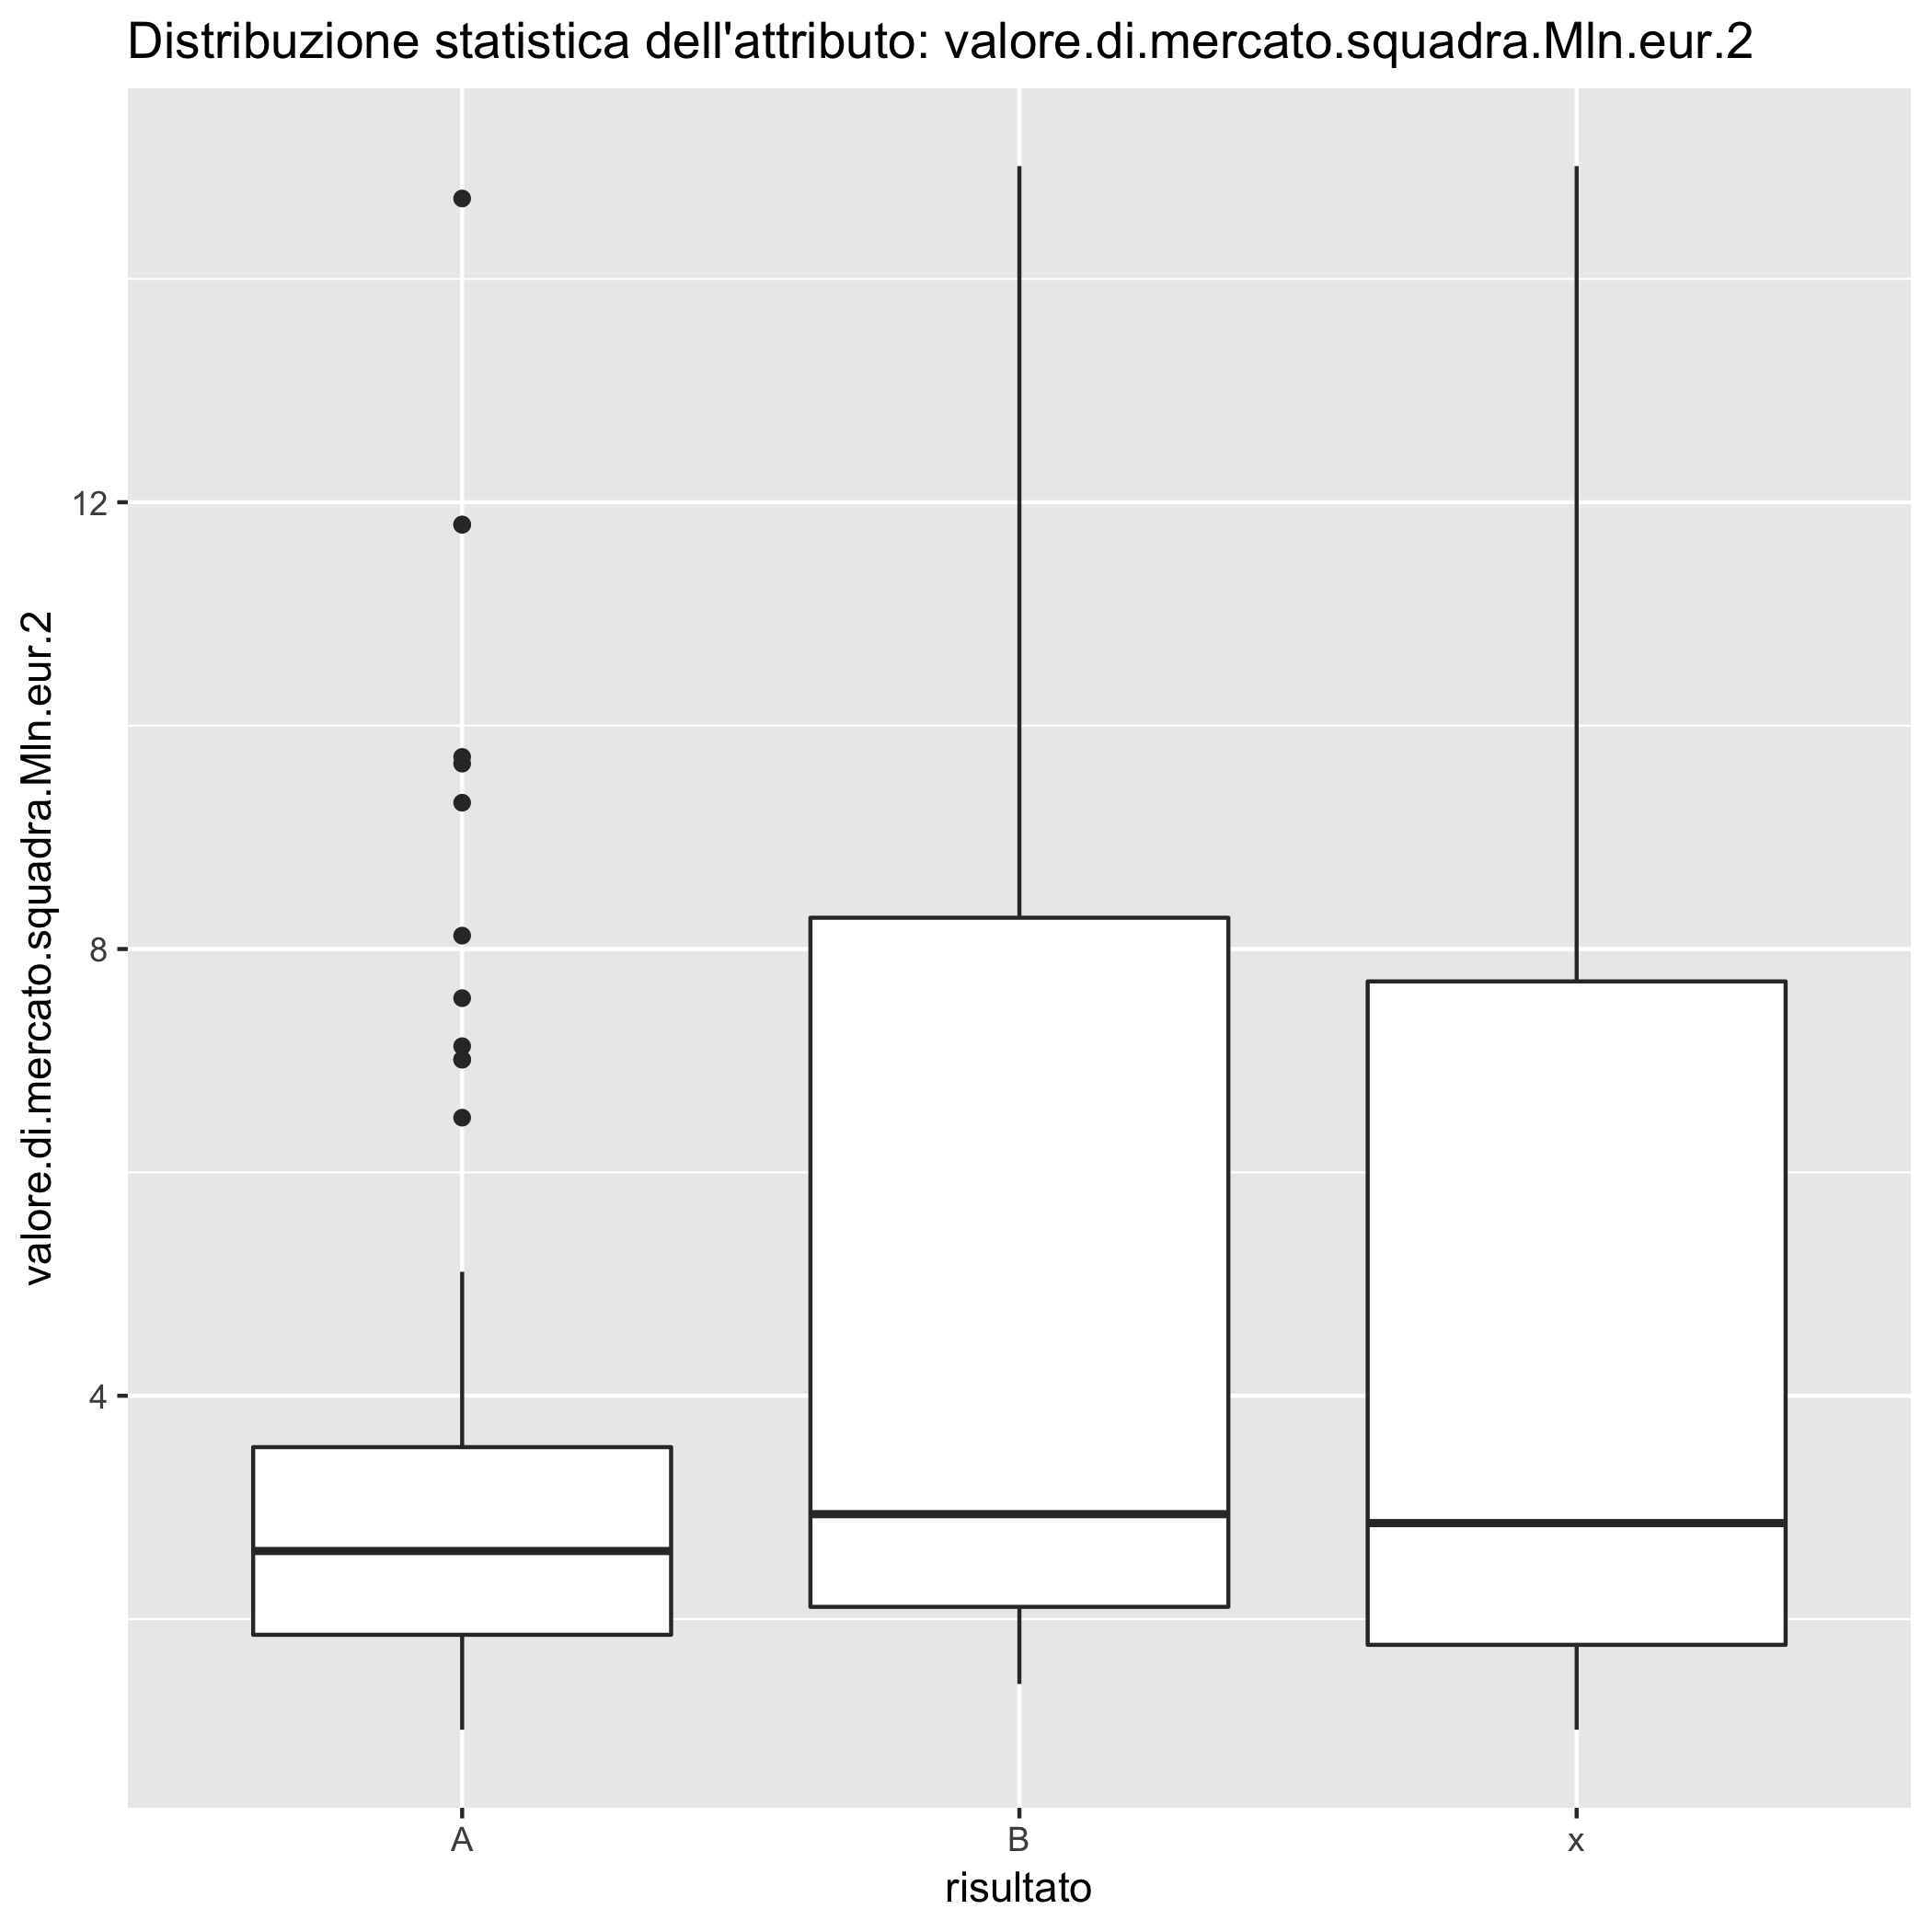 Distribuzione statistica dell'attributo: valore.di.mercato.squadra.Mln.eur.2
valore.di.mercato.squadra.Mln.eur.2
12
8
4
A
B
x
risultato